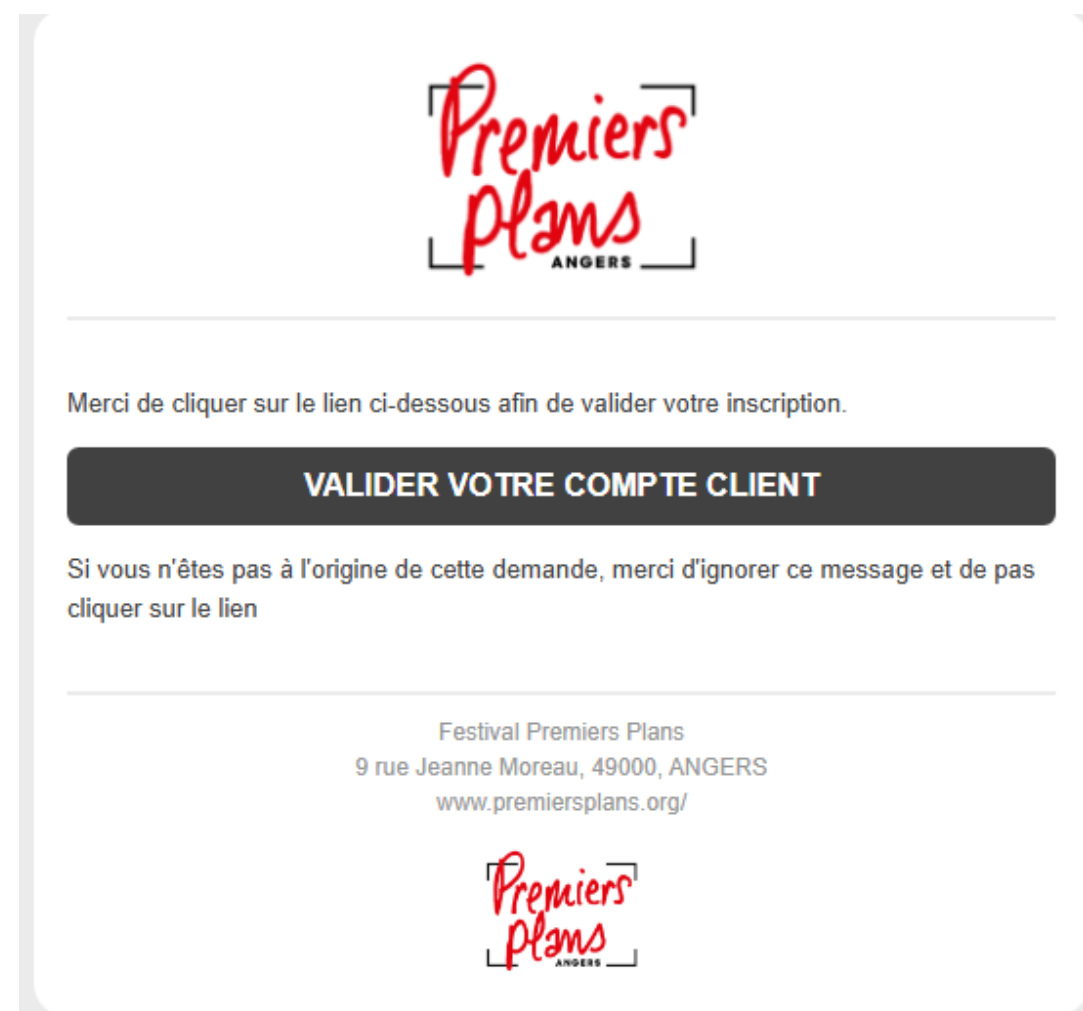 Premiers
plans
ANGERS
Merci de cliquer sur le lien ci-dessous afin de valider votre inscription.
VALIDER VOTRE COMPTE CLIENT
Si vous n'êtes pas à l'origine de cette demande, merci d'ignorer ce message et de pas
cliquer sur le lien
Festival Premiers Plans
9 rue Jeanne Moreau, 49000, ANGERS
www.premiersplans.org/
Premiers
plans
ANGERS